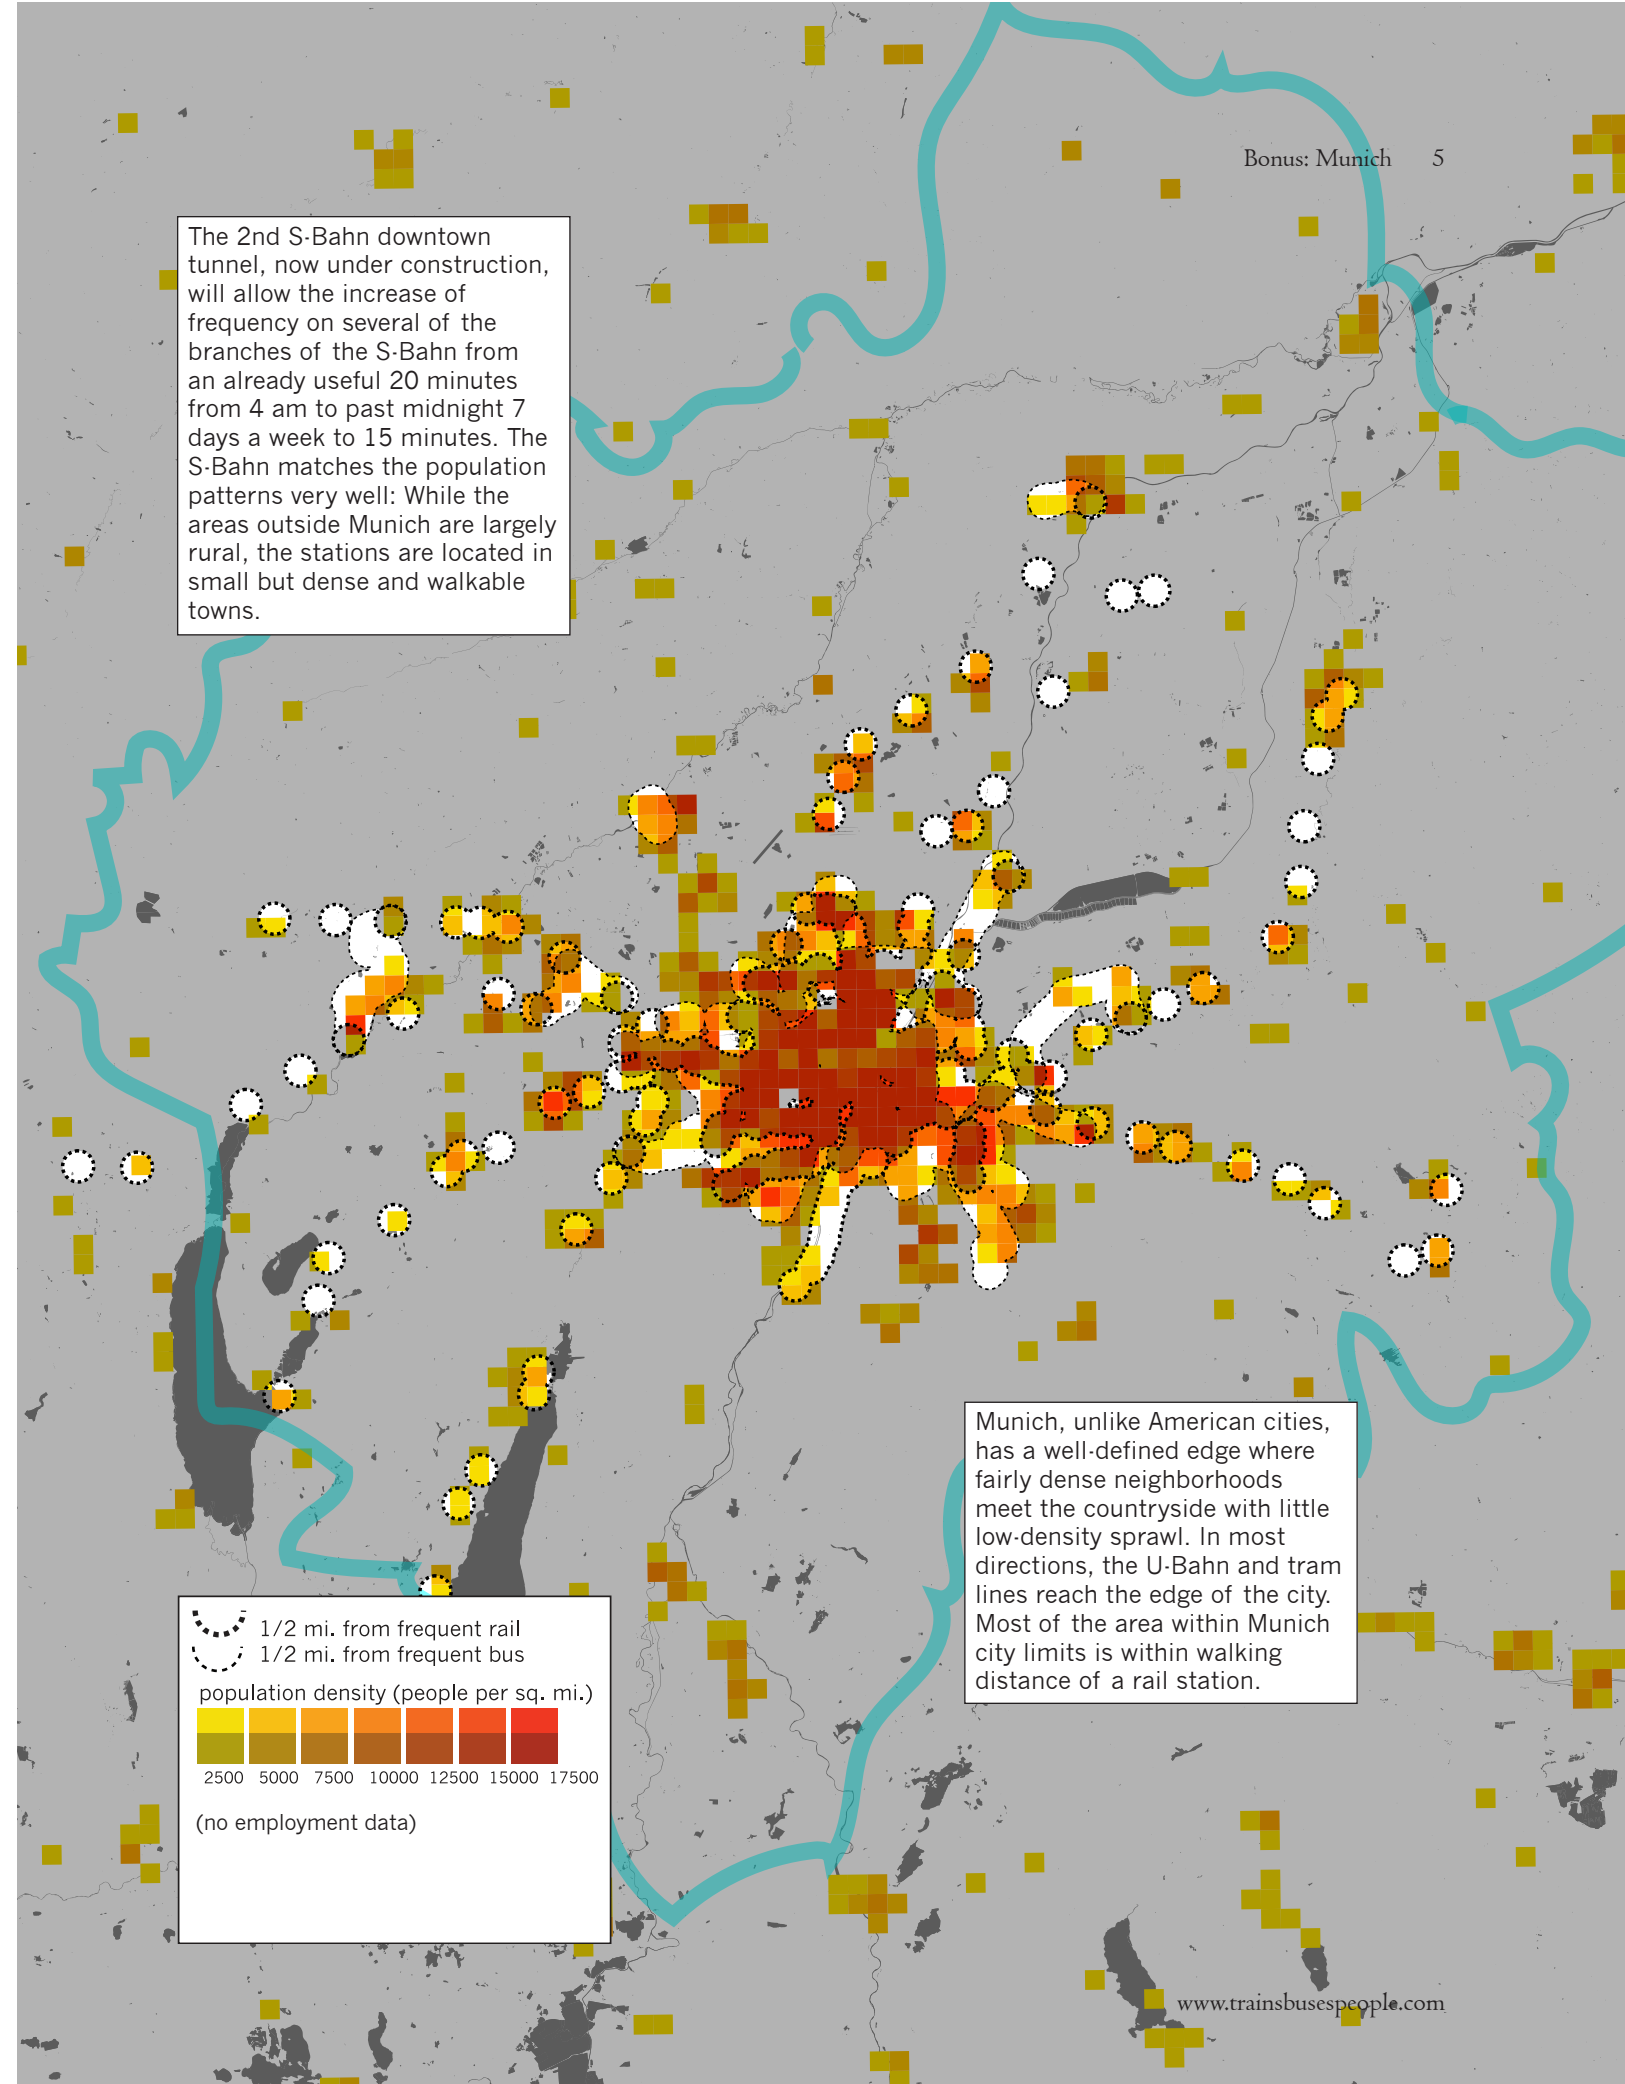 Bonus: Munich 5
The 2nd S-Bahn downtown
tunnel, now under construction,
will allow the increase of
frequency on several of the
branches of the S-Bahn from
an already useful 20 minutes
from 4 am to past midnight 7
days a week to 15 minutes. The
S-Bahn matches the population
patterns very well: While the
areas outside Munich are largely
rural, the stations are located in
small but dense and walkable
towns.
Munich, unlike American cities,
has a well-defined edge where
fairly dense neighborhoods
meet the countryside with little
low-density sprawl. In most
directions, the U-Bahn and tram
lines reach the edge of the city.
Most of the area within Munich
city limits is within walking
distance of a rail station.
1/2 mi. from frequent rail
1/2 mi. from frequent bus
population density (people per sq. mi.)
2500 5000 7500 10000 12500 15000 17500
(no employment data)
www.trainsbusespeople.com